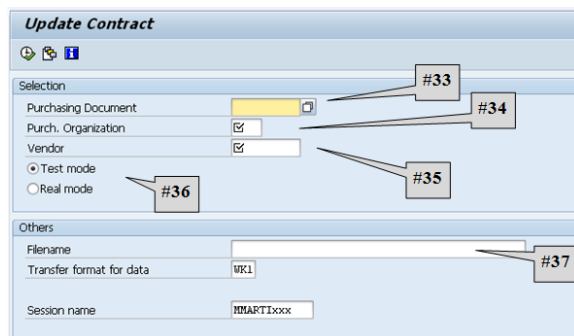 Update Contract
Selection
#33
Purchasing Document
#34
Purch. Organization
Vendor
Test mode
#35
#36
Real mode
Others
Filename
#37
Transfer format for data WK1
Session name MMARTIxxx